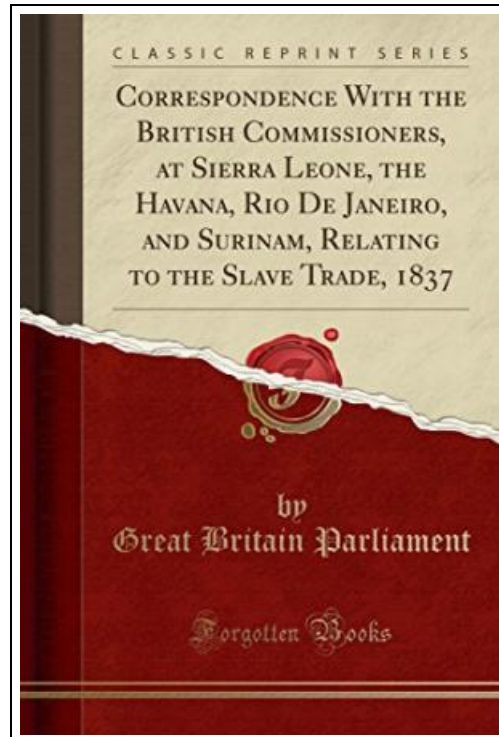 CLASSIC REPRINT SERIES
CORRESPONDENCE WITH THE
BRITISH COMMISSIONERS,
AT SIERRA LEONE, THE
HAVANA, RIO DE JANEIRO,
AND SURINAM, RELATING
TO THE SLAVE TRADE, 1837
by
Great Britain Parliament
Forgotten Books